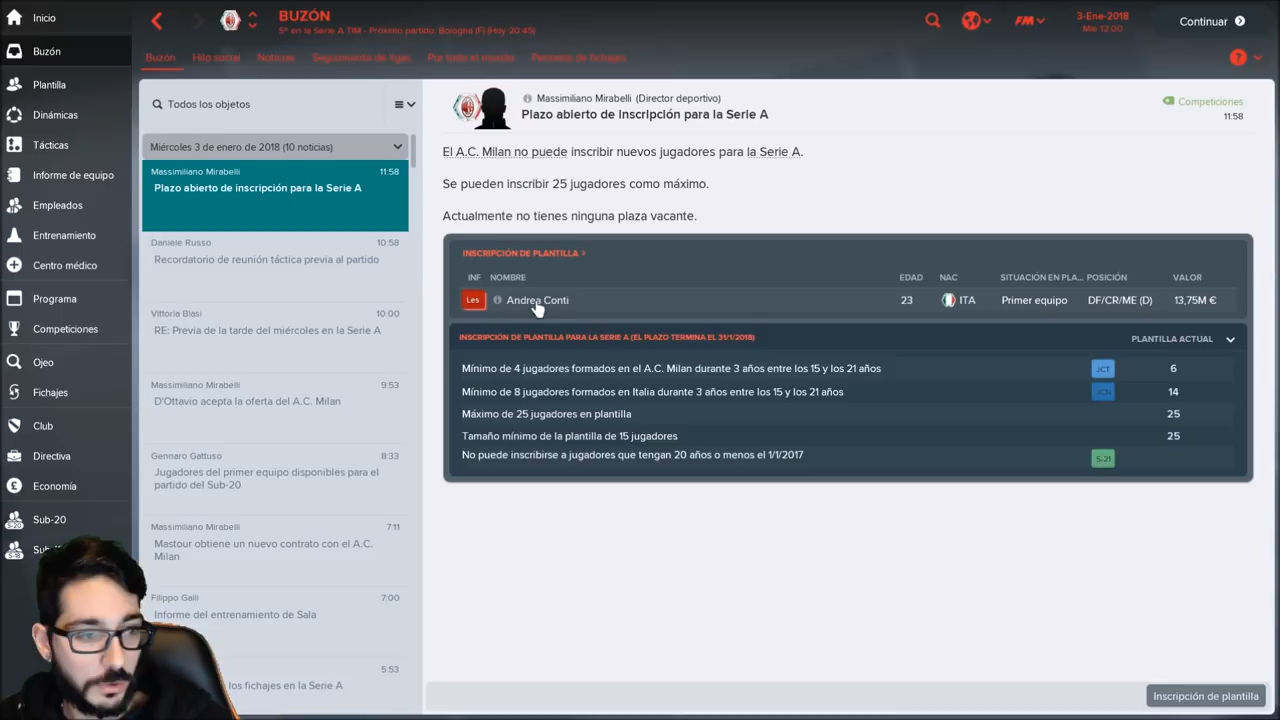 Inicio
Buzón
Plantilla
Dinámicas
Tácticas
Informe de equipo
Empleados
Entrenamiento
Centro médico
Programa
Competiciones
Ojeo
Fichajes
Club
Directiva
Economía
Sub-20
BUZÓN
5º en la Serie A TIM - Próximo partido: Bologna (F) (Hoy 20:45)
FM
3-Ene-2018
Mié 12:00
Continuar
Buzón
Hilo social
Noticias
Seguimiento de ligas
Por todo el mundo
Periodos de fichajes
Todos los objetos
Miércoles 3 de enero de 2018 (10 noticias)
Massimiliano Mirabelli 11:58
Plazo abierto de inscripción para la Serie A
Daniele Russo 10:58
Recordatorio de reunión táctica previa al partido
Vittoria Blasi 10:00
RE: Previa de la tarde del miércoles en la Serie A
Massimiliano Mirabelli 9:53
D'Ottavio acepta la oferta del A.C. Milan
Gennaro Gattuso 8:33
Jugadores del primer equipo disponibles para el
partido del Sub-20
Massimiliano Mirabelli 7:11
Mastour obtiene un nuevo contrato con el A.C.
Milan
Filippo Galli 7:00
Informe del entrenamiento de Sala
5:53
los fichajes en la Serie A
Massimiliano Mirabelli (Director deportivo)
Plazo abierto de inscripción para la Serie A
Competiciones
11:58
El A.C. Milan no puede inscribir nuevos jugadores para la Serie A.
Se pueden inscribir 25 jugadores como máximo.
Actualmente no tienes ninguna plaza vacante.
INSCRIPCIÓN DE PLANTILLA
INF NOMBRE EDAD NAC SITUACIÓN EN PLA... POSICIÓN VALOR
Les Andrea Conti 23 ITA Primer equipo DF/CR/ME (D) 13,75M €
INSCRIPCIÓN DE PLANTILLA PARA LA SERIE A (EL PLAZO TERMINA EL 31/1/2018) PLANTILLA ACTUAL
Mínimo de 4 jugadores formados en el A.C. Milan durante 3 años entre los 15 y los 21 años JCT 6
Mínimo de 8 jugadores formados en Italia durante 3 años entre los 15 y los 21 años JCN 14
Máximo de 25 jugadores en plantilla 25
Tamaño mínimo de la plantilla de 15 jugadores 25
No puede inscribirse a jugadores que tengan 20 años o menos el 1/1/2017 S-21
Inscripción de plantilla